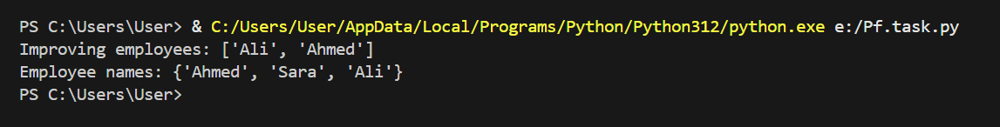 PS C:\Users\User> & C:/Users/User/AppData/Local/Programs/Python/Python312/python.exe e:/Pf.task.py
Improving employees: ['Ali', 'Ahmed']
Employee names: {'Ahmed', 'Sara', 'Ali'}
PS C:\Users\User>